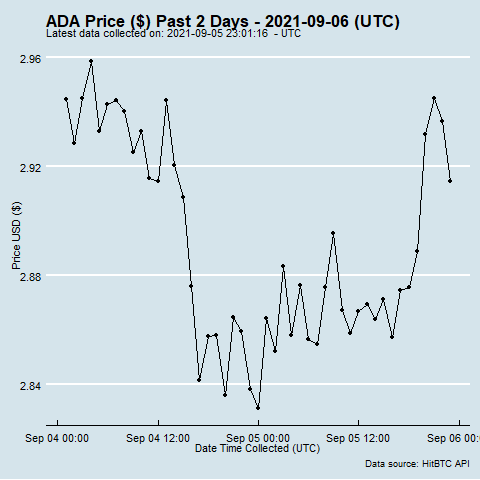 ADA Price ($) Past 2 Days - 2021-09-06 (UTC)
Latest data collected on: 2021-09-05 23:01:16 - UTC
2.96
2.92
2.88
2.84
Price USD ($)
Sep 04 00:00 Sep 04 12:00 Sep 05 00:00 Sep 05 12:00 Sep 06 00:
Date Time Collected (UTC)
Data source: HitBTC API